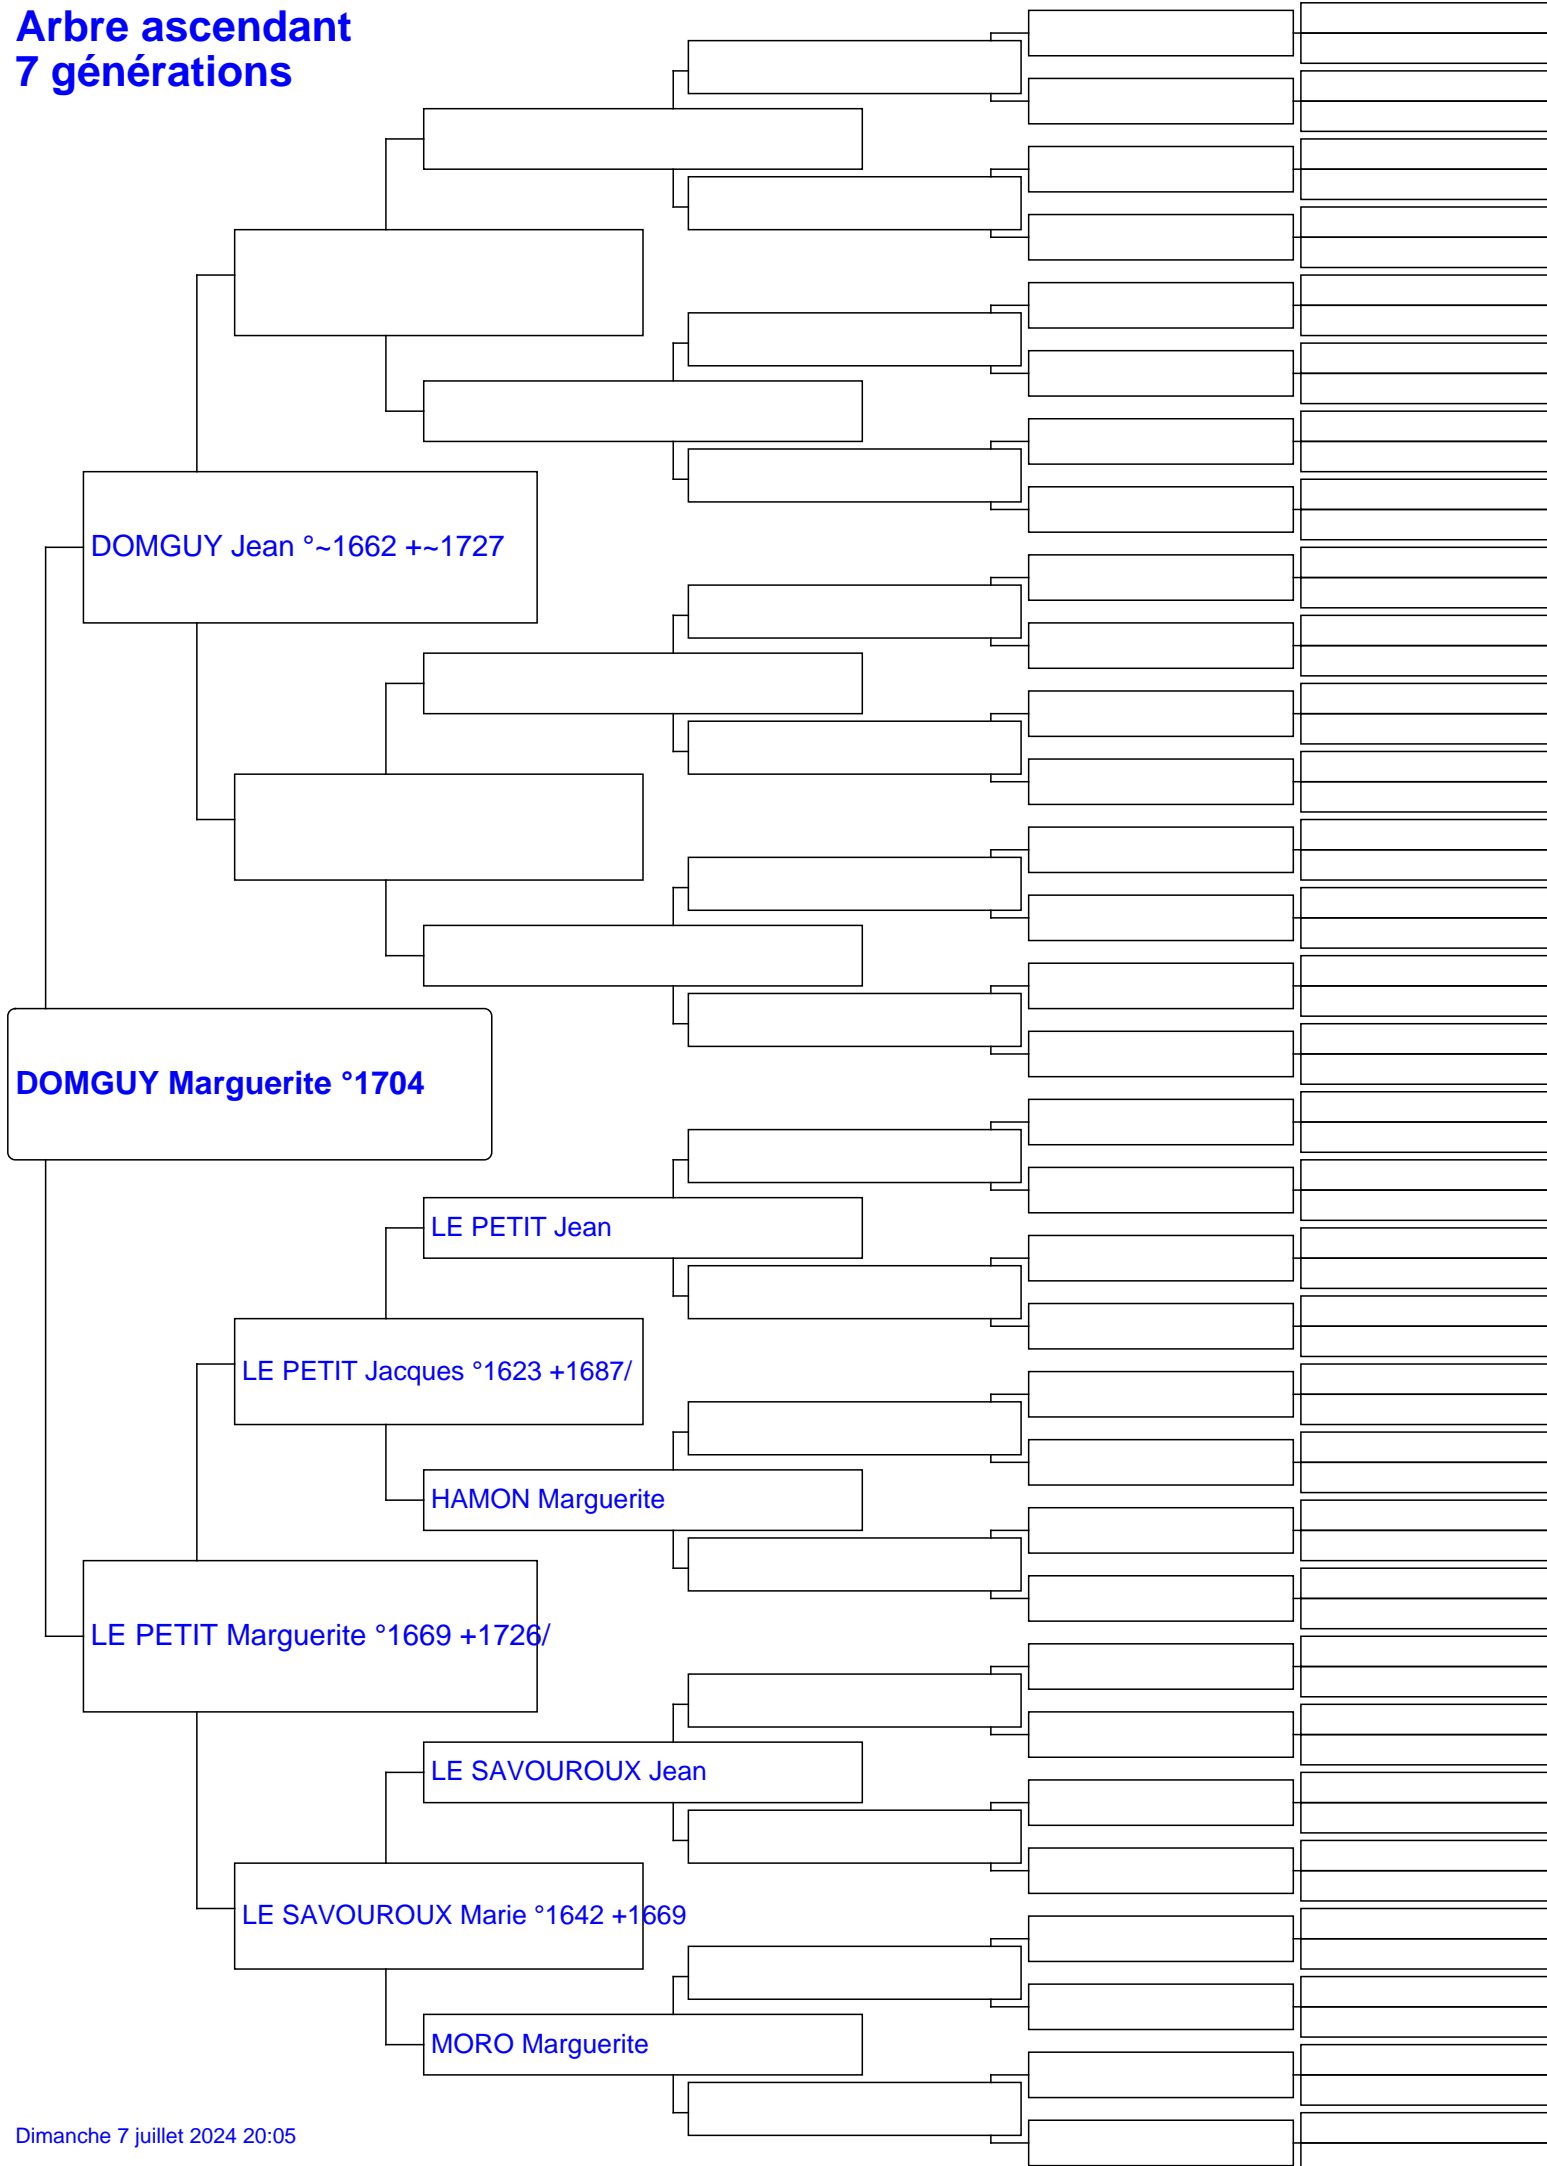 Arbre ascendant
7 générations
DOMGUY Jean °~1662 +~1727
DOMGUY Marguerite °1704
LE PETIT Jean
LE PETIT Jacques °1623 +1687/
HAMON Marguerite
LE PETIT Marguerite °1669 +1726/
LE SAVOUROUX Jean
LE SAVOUROUX Marie °1642 +1669
MORO Marguerite
Dimanche 7 juillet 2024 20:05